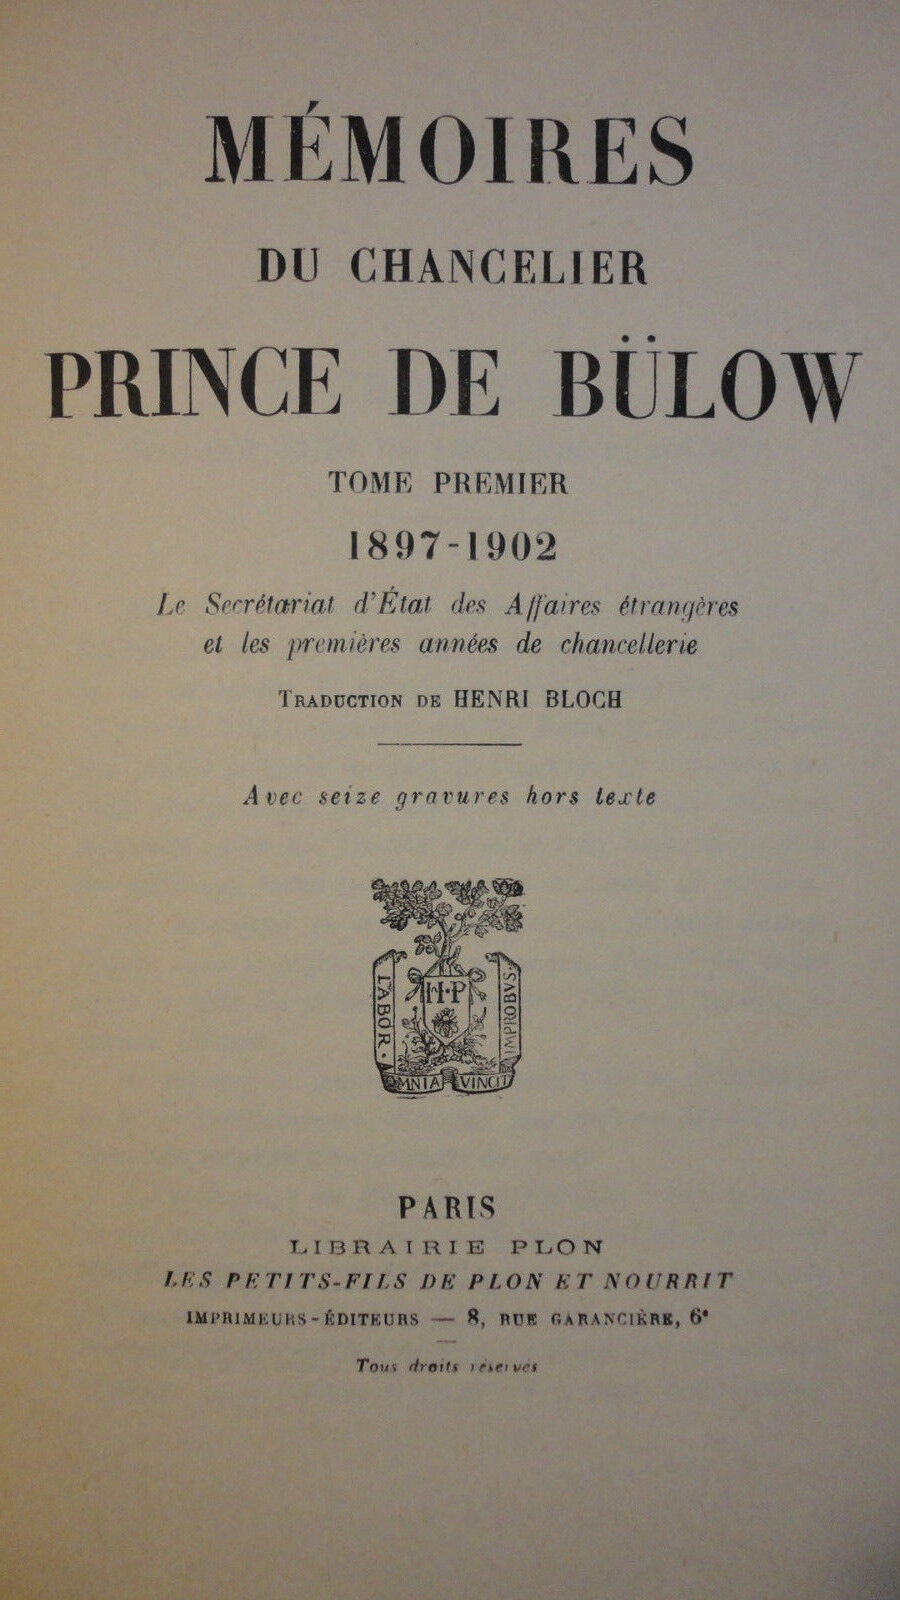 MÉMOIRES
DU CHANCELIER
PRINCE DE BÜLOW
TOME PREMIER
1897-1902
Le Secrétariat d'État des Affaires étrangères
et les premières années de chancellerie
TRADUCTION DE HENRI BLOCH
Avec seize gravures hors texte
H·P
LABOR·
OMNIA VINCIT
IMPROBVS
PARIS
LIBRAIRIE PLON
LES PETITS-FILS DE PLON ET NOURRIT
IMPRIMEURS-ÉDITEURS — 8, RUE GARANCIÈRE, 6e
Tous droits réservés